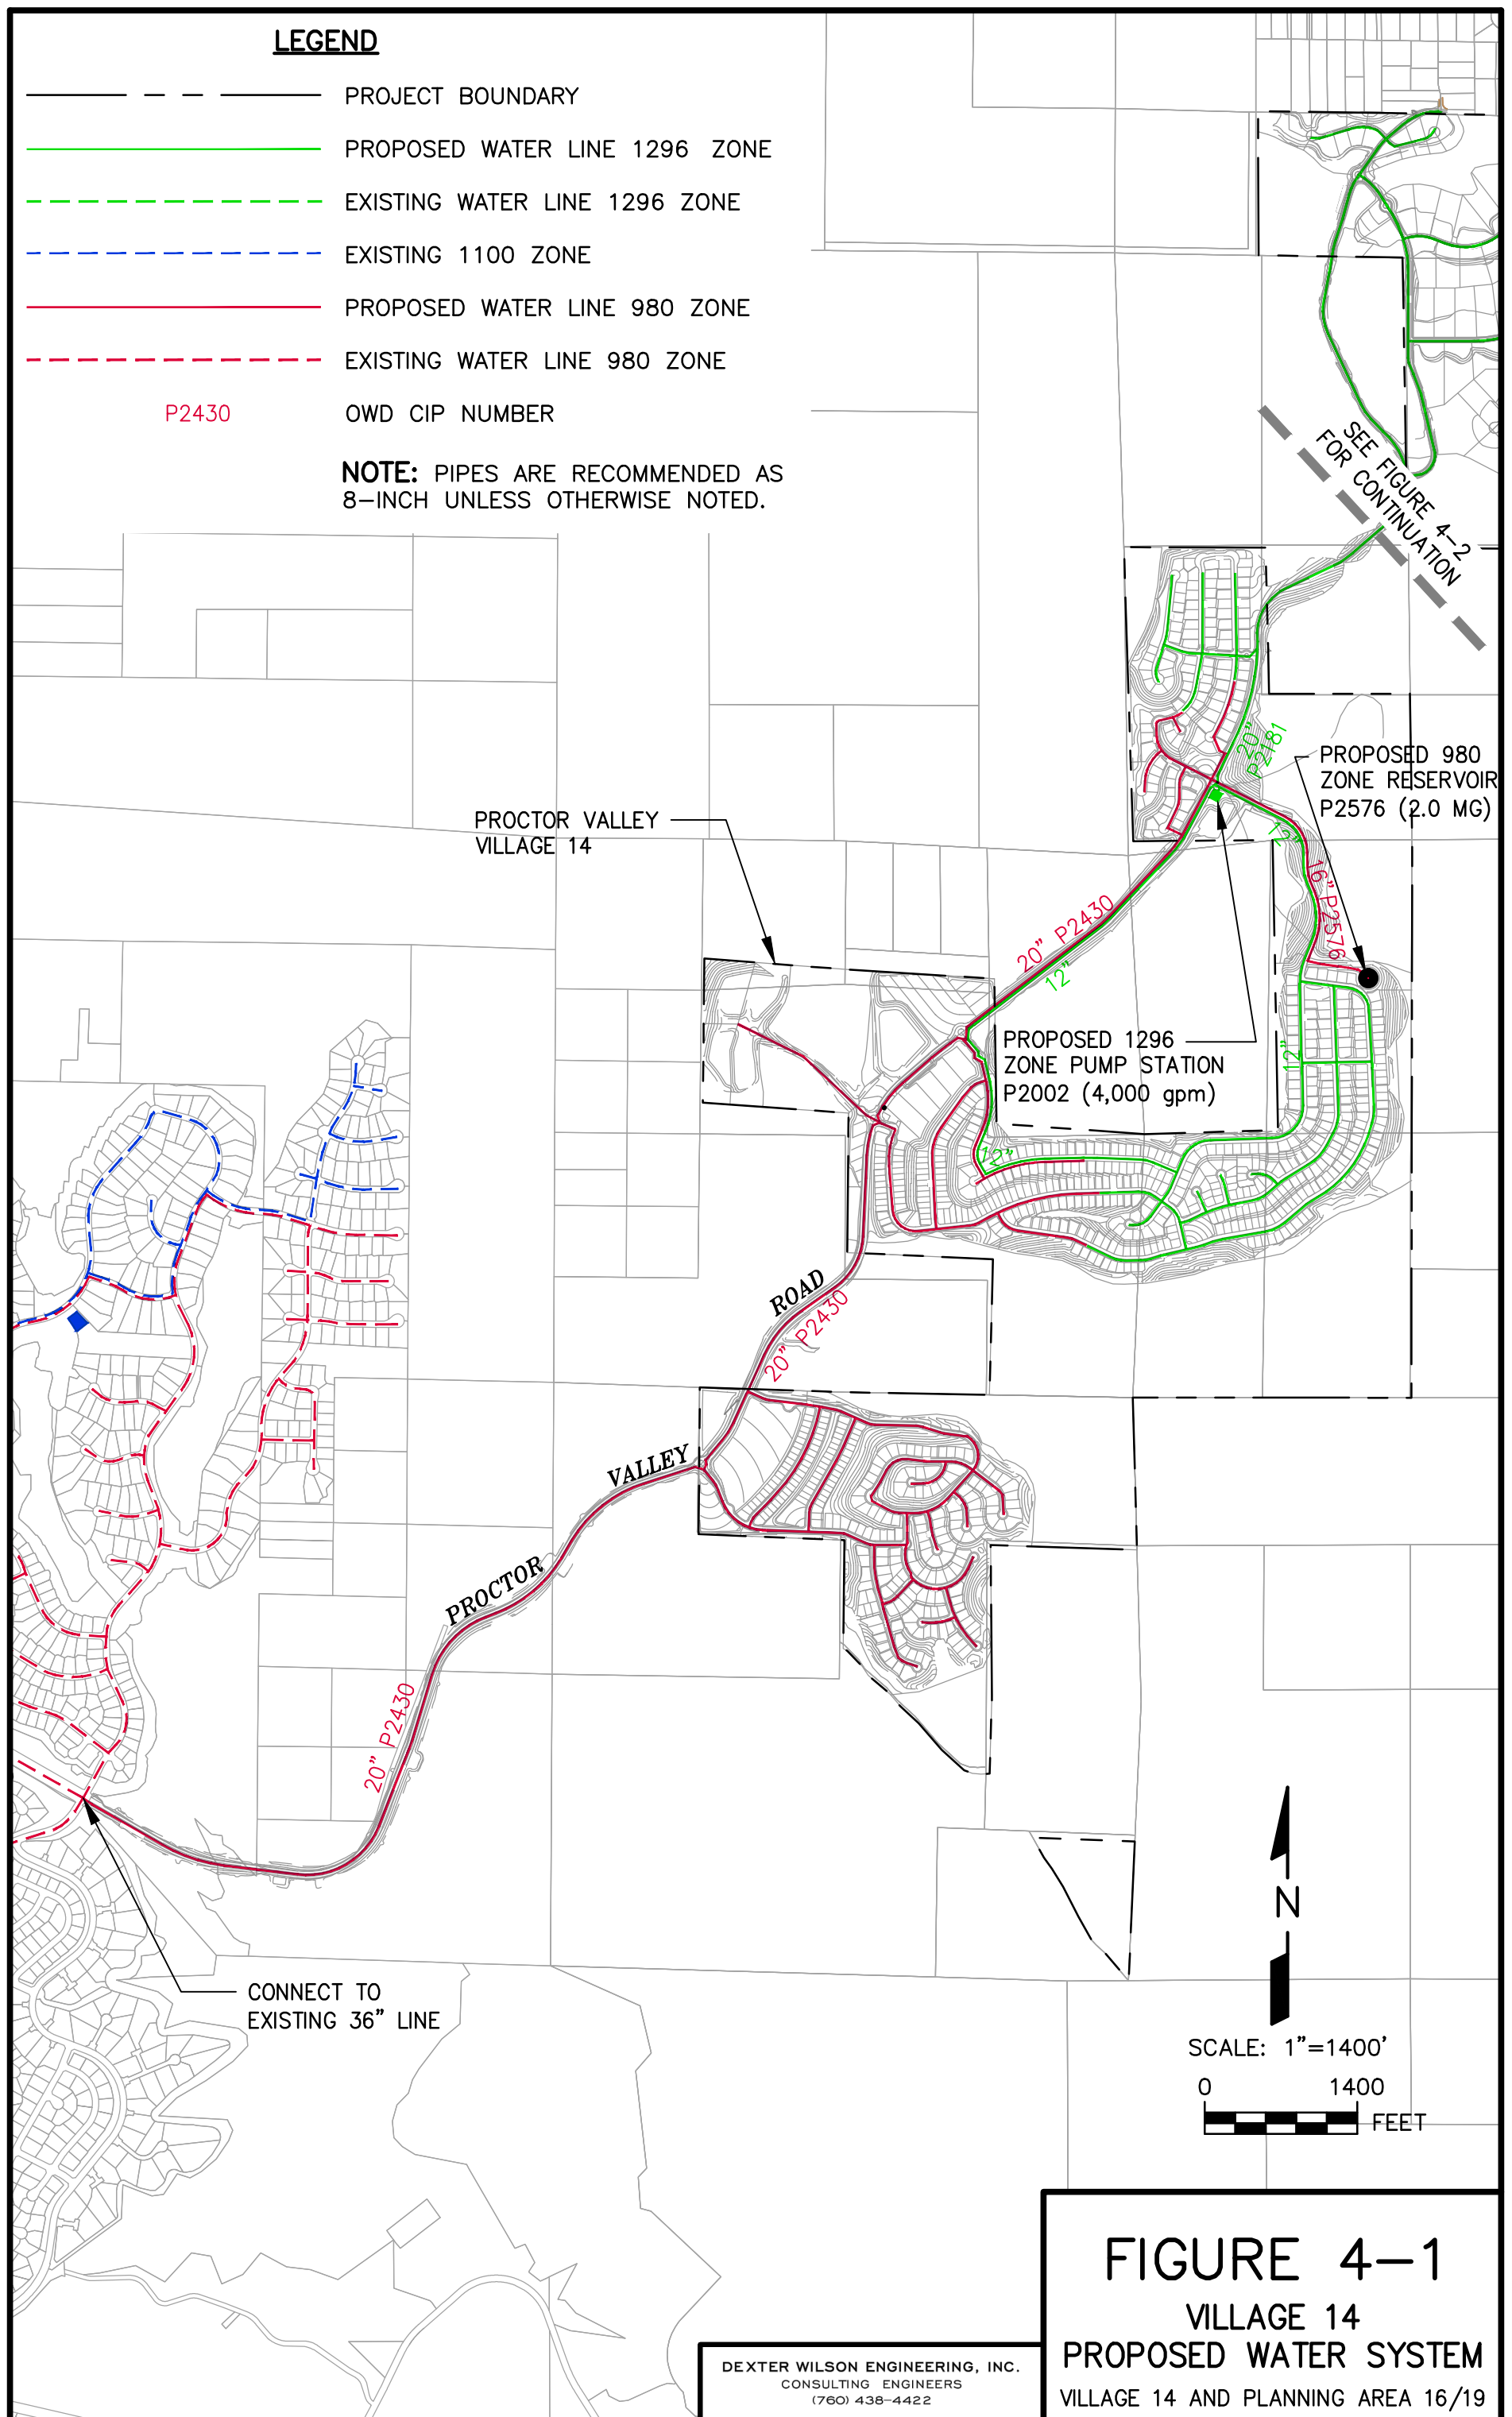 LEGEND
PROJECT BOUNDARY
PROPOSED WATER LINE 1296 ZONE
EXISTING WATER LINE 1296 ZONE
EXISTING 1100 ZONE
PROPOSED WATER LINE 980 ZONE
EXISTING WATER LINE 980 ZONE
P2430 OWD CIP NUMBER
NOTE: PIPES ARE RECOMMENDED AS
8-INCH UNLESS OTHERWISE NOTED.
SEE FIGURE 4-2
FOR CONTINUATION
20"
P2181
PROPOSED 980
ZONE RESERVOIR
P2576 (2.0 MG)
PROCTOR VALLEY
VILLAGE 14
12"
16" P2576
20" P2430
12"
PROPOSED 1296
ZONE PUMP STATION
P2002 (4,000 gpm)
12"
12"
ROAD
20" P2430
VALLEY
PROCTOR
20" P2430
CONNECT TO
EXISTING 36" LINE
N
SCALE: 1"=1400'
0 1400
FEET
FIGURE 4-1
VILLAGE 14
PROPOSED WATER SYSTEM
VILLAGE 14 AND PLANNING AREA 16/19
DEXTER WILSON ENGINEERING, INC.
CONSULTING ENGINEERS
(760) 438-4422